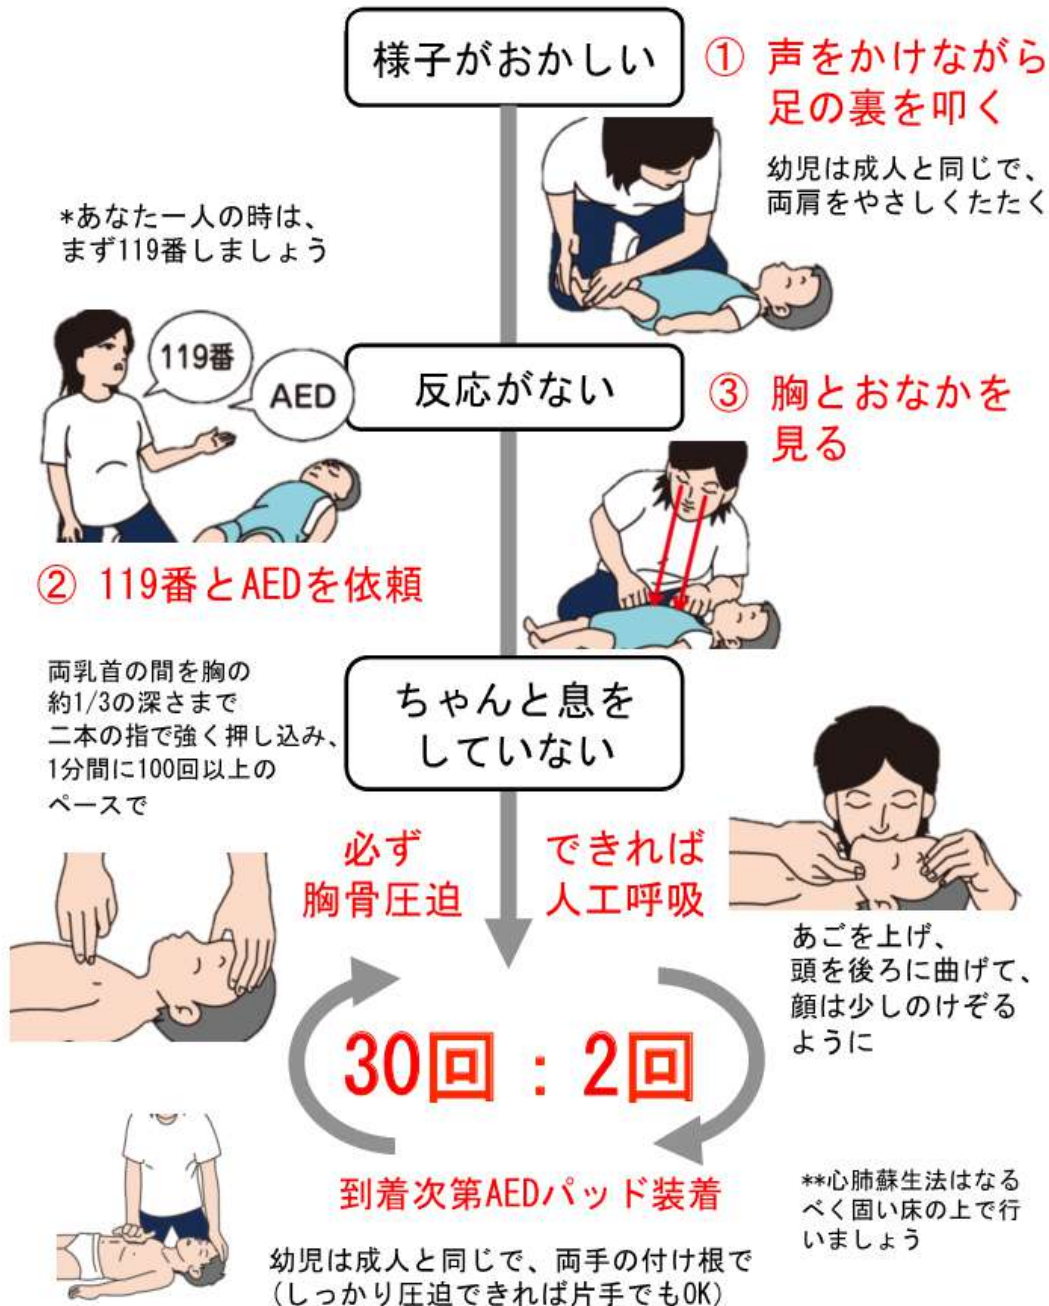 様子がおかしい
① 声をかけながら
足の裏を叩く
幼児は成人と同じで、
両肩をやさしくたたく
*あなた一人の時は、
まず119番しましょう
119番
AED
反応がない
② 119番とAEDを依頼
③ 胸とおなかを
見る
ちゃんと息を
していない
両乳首の間を胸の
約1/3の深さまで
二本の指で強く押し込み、
1分間に100回以上の
ペースで
必ず
胸骨圧迫
できれば
人工呼吸
あごを上げ、
頭を後ろに曲げて、
顔は少しのけぞる
ように
30回 : 2回
到着次第AEDパッド装着
**心肺蘇生法はなる
べく固い床の上で行
いましょう
幼児は成人と同じで、両手の付け根で
(しっかり圧迫できれば片手でもOK)